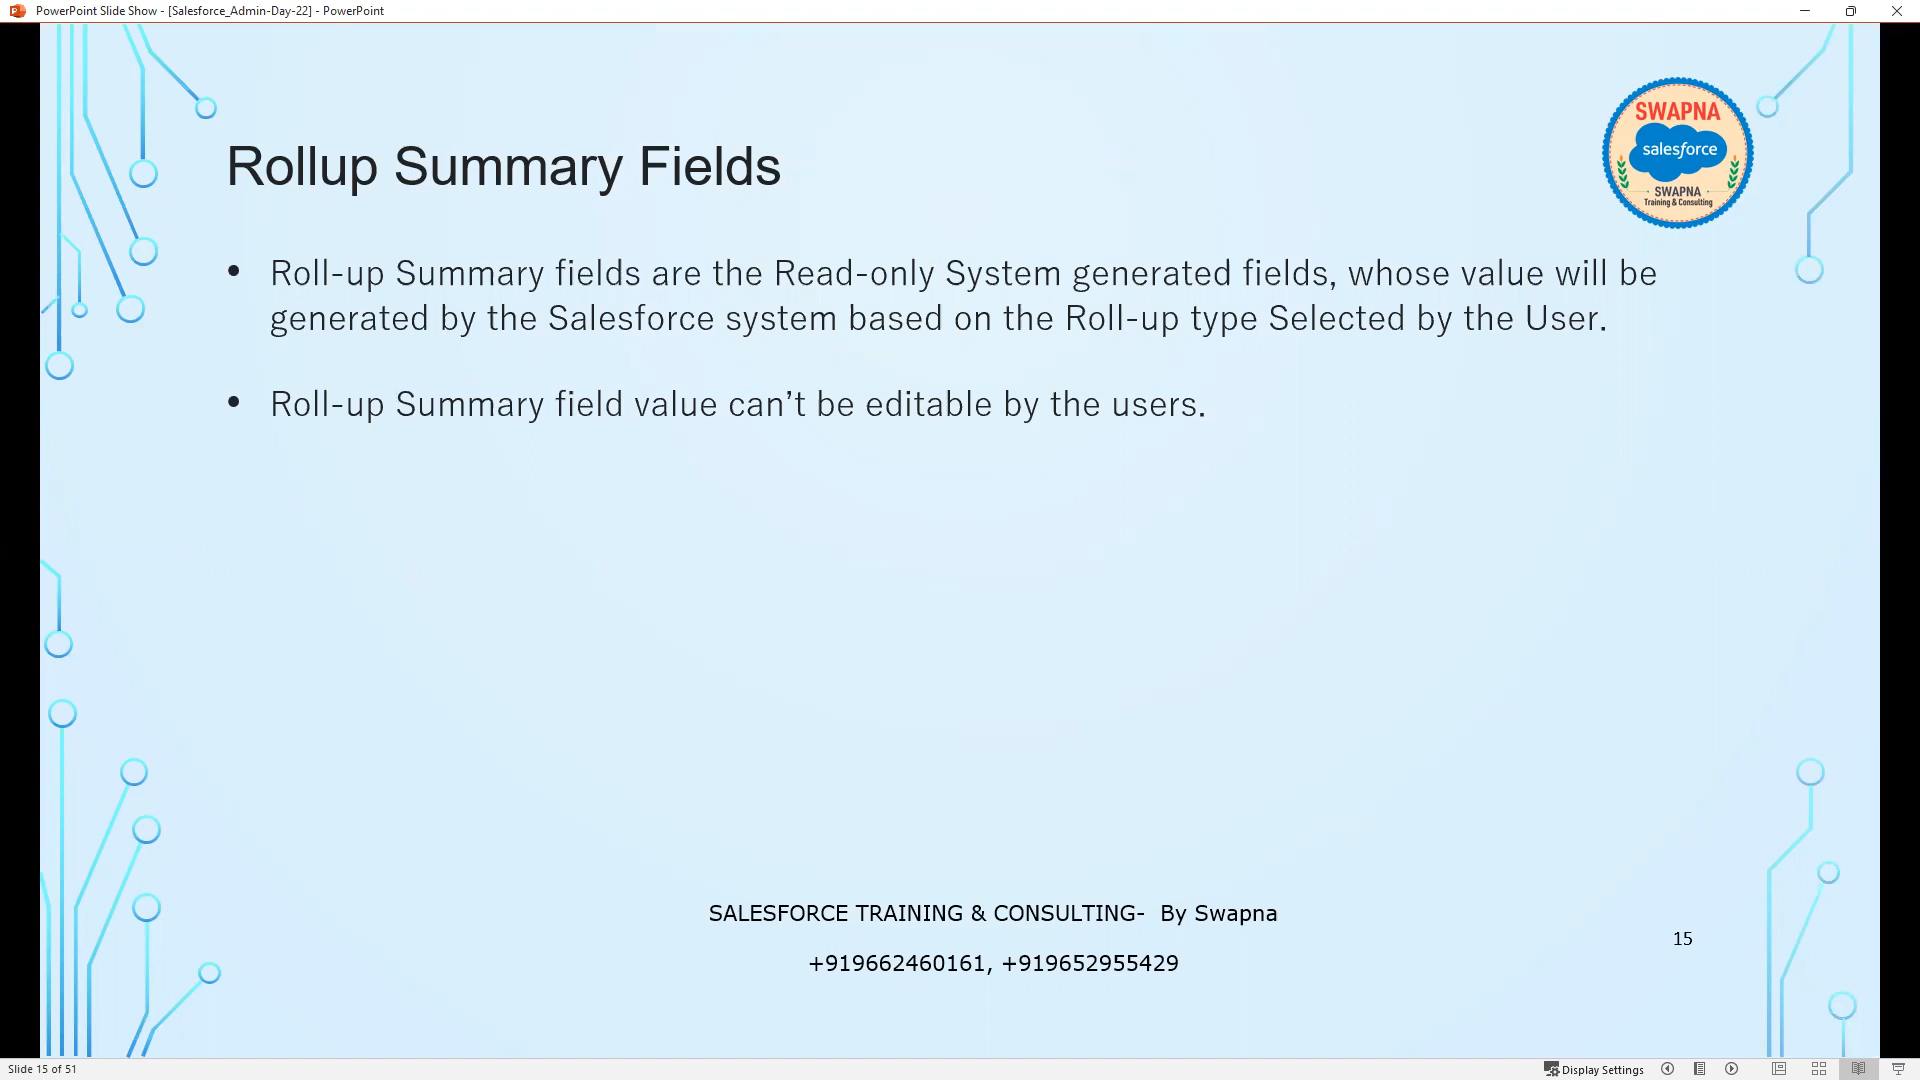 PowerPoint Slide Show - [Salesforce_Admin-Day-22] - PowerPoint
SWAPNA
salesforce
SWAPNA
Training & Consulting
Rollup Summary Fields
• Roll-up Summary fields are the Read-only System generated fields, whose value will be
generated by the Salesforce system based on the Roll-up type Selected by the User.
• Roll-up Summary field value can’t be editable by the users.
SALESFORCE TRAINING & CONSULTING- By Swapna
+919662460161, +919652955429
15
Slide 15 of 51
Display Settings